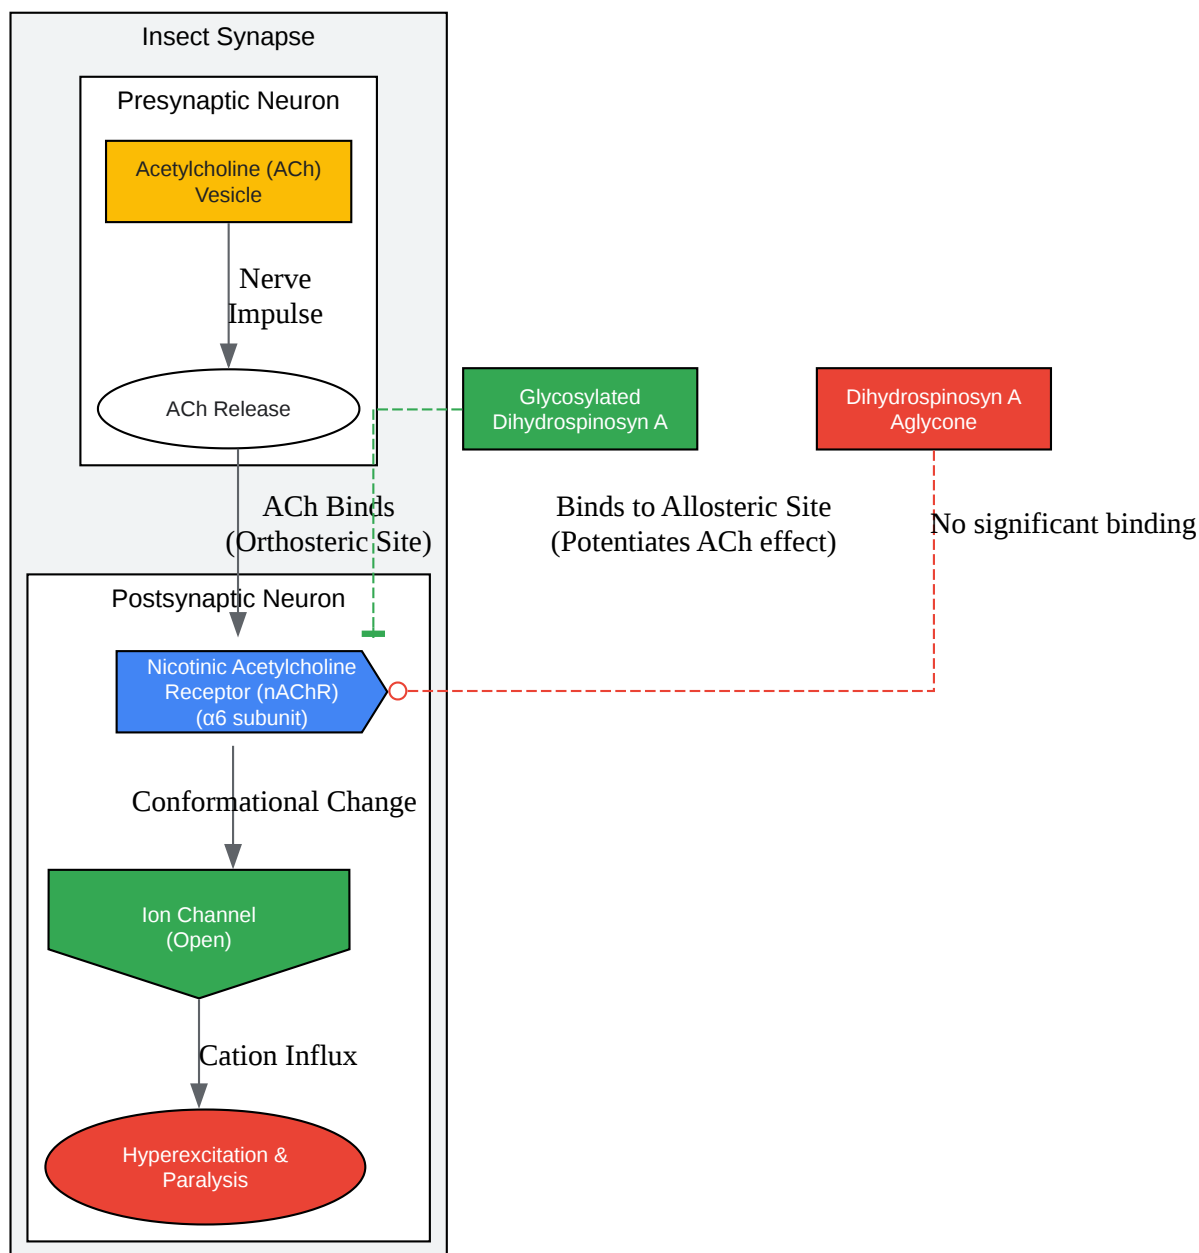 Insect Synapse
Presynaptic Neuron
Acetylcholine (ACh)
Vesicle
Nerve
Impulse
ACh Release
Glycosylated
Dihydrospinosyn A
Dihydrospinosyn A
Aglycone
ACh Binds
(Orthosteric Site)
Binds to Allosteric Site
(Potentiates ACh effect)
No significant binding
Postsynaptic Neuron
Nicotinic Acetylcholine
Receptor (nAChR)
(α6 subunit)
Conformational Change
Ion Channel
(Open)
Cation Influx
Hyperexcitation &
Paralysis